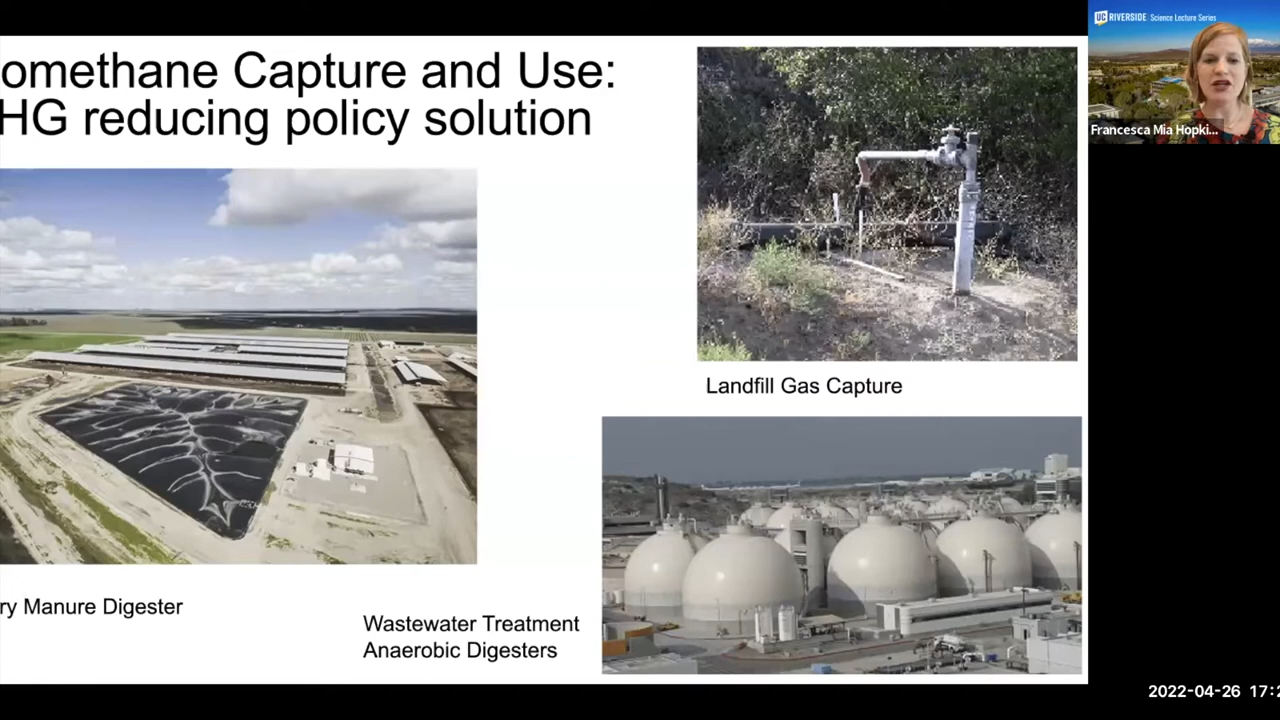 omethane Capture and Use:
HG reducing policy solution
Landfill Gas Capture
ry Manure Digester
Wastewater Treatment
Anaerobic Digesters
UC RIVERSIDE Science Lecture Series
Francesca Mia Hopki...
2022-04-26 17:2